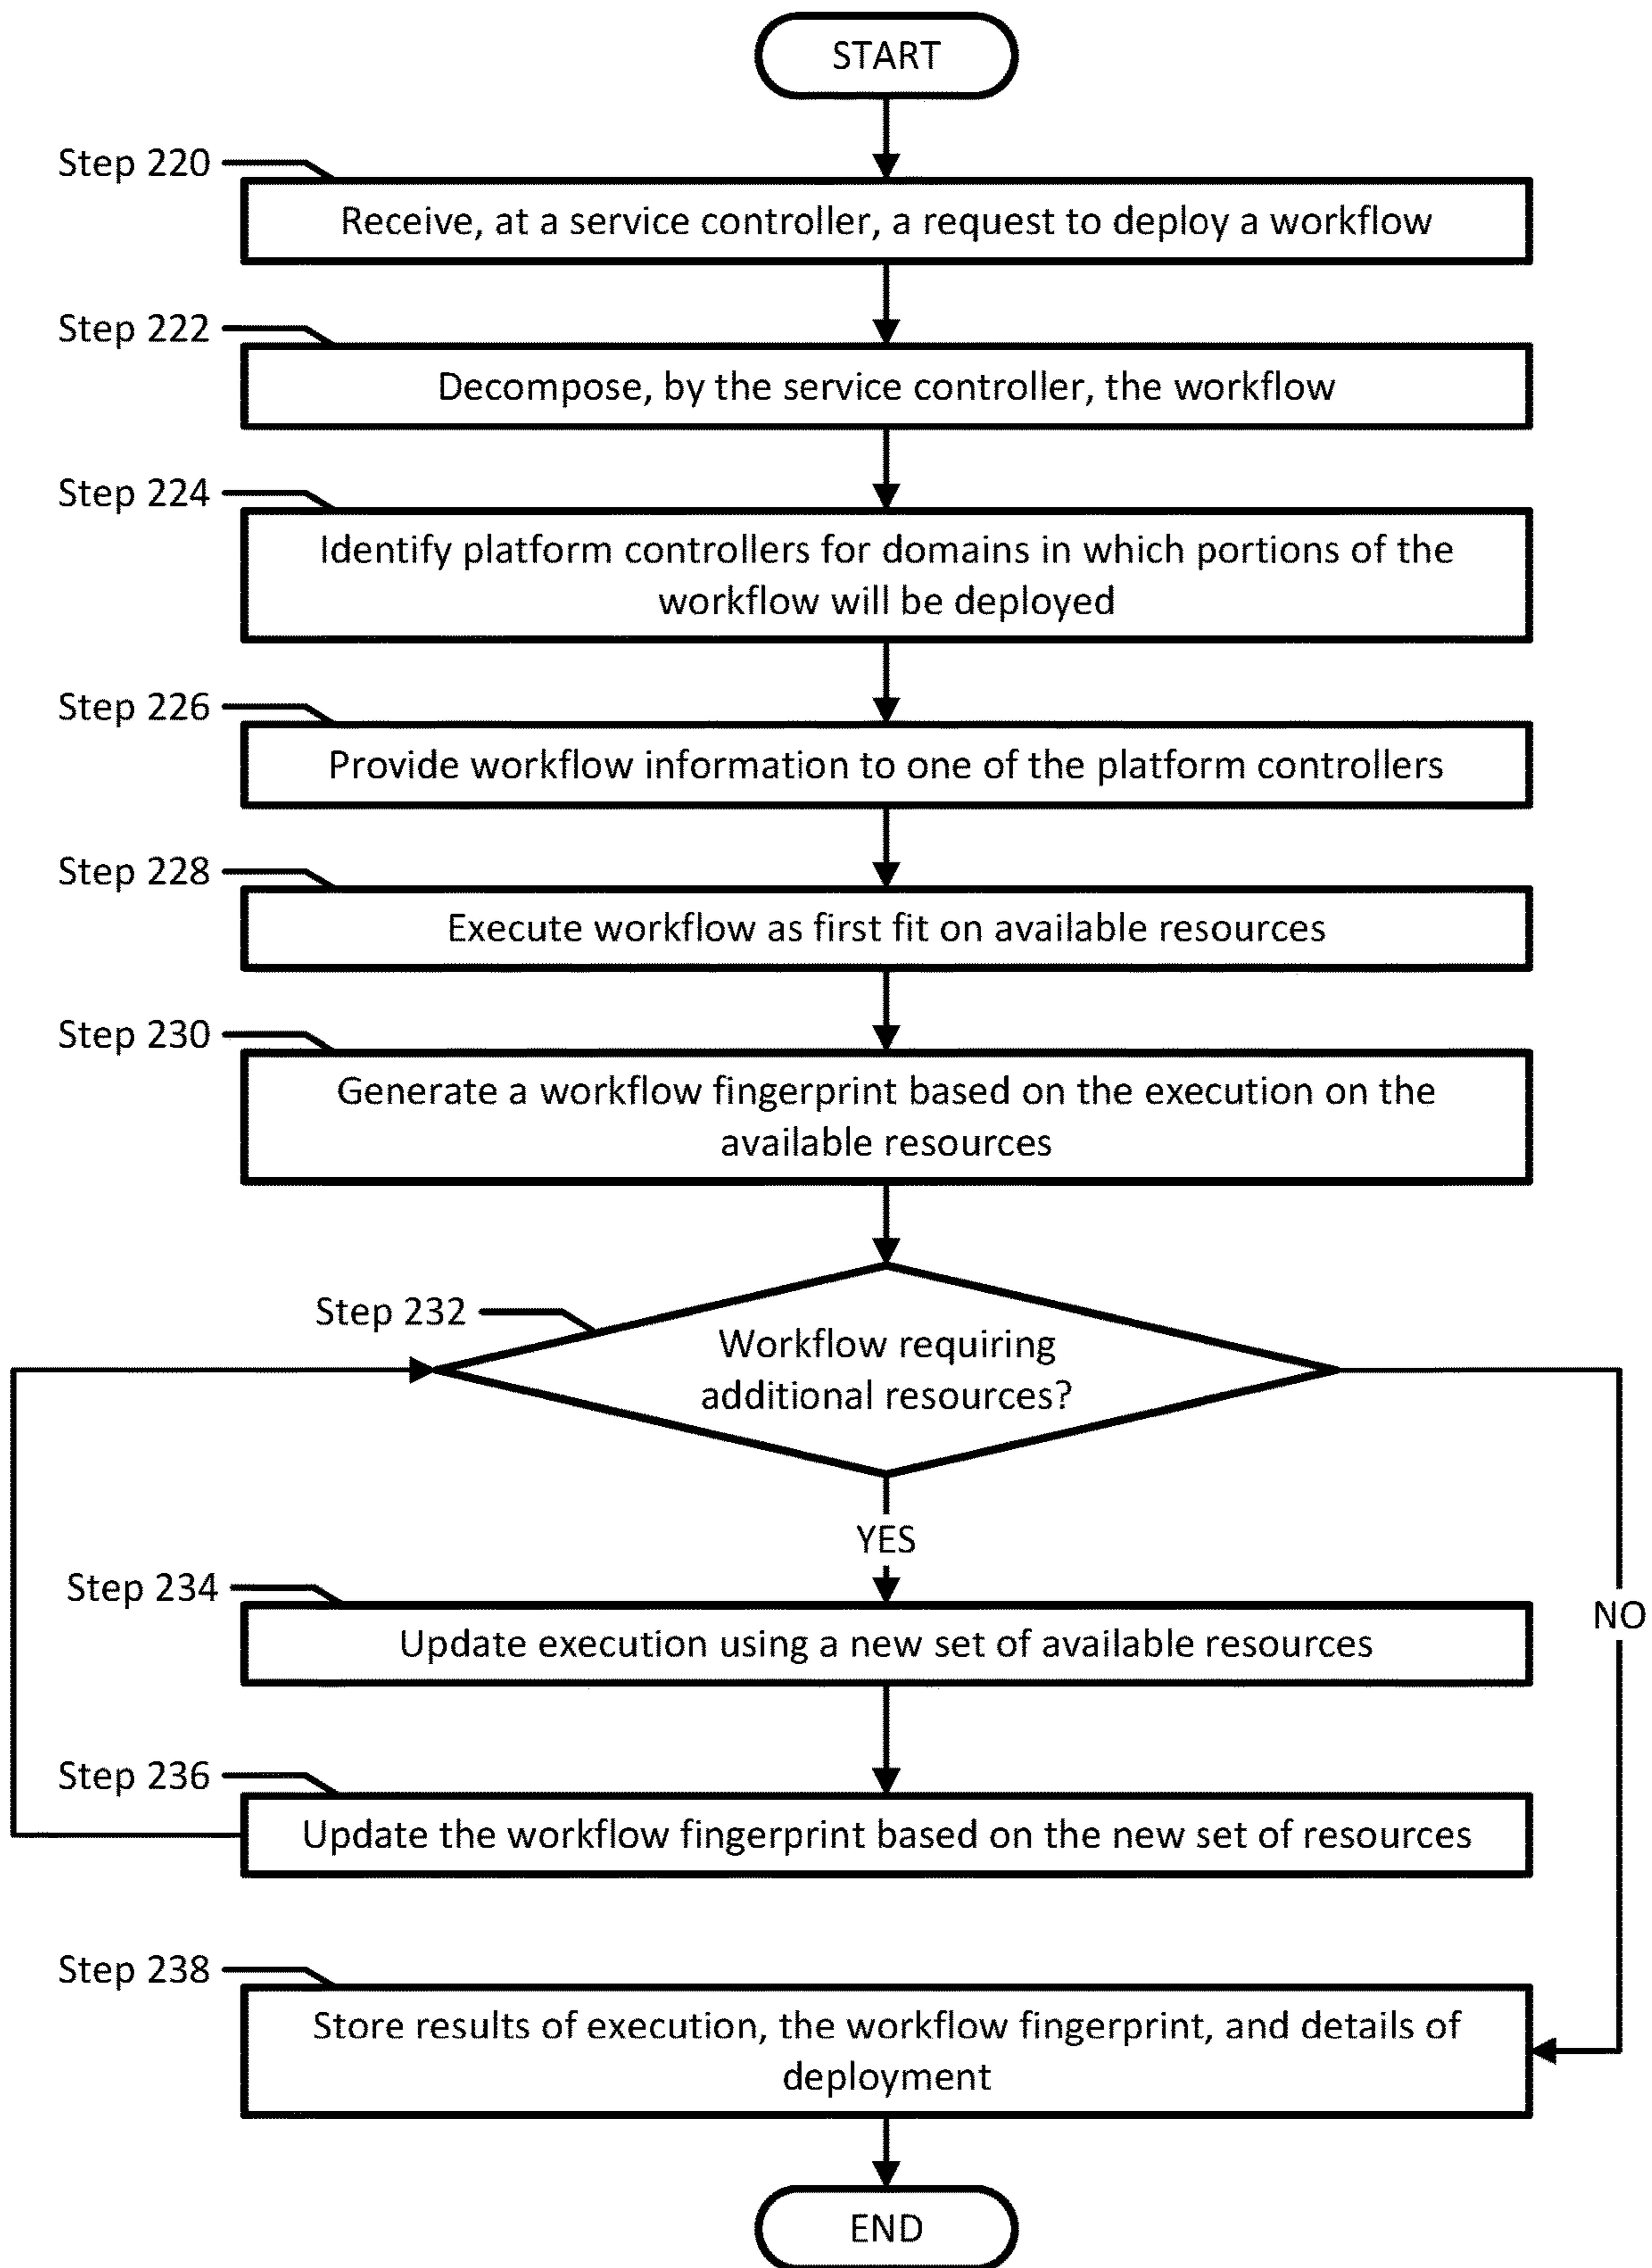 START
Step 220
Receive, at a service controller, a request to deploy a workflow
Step 222
Decompose, by the service controller, the workflow
Step 224
Identify platform controllers for domains in which portions of the
workflow will be deployed
Step 226
Provide workflow information to one of the platform controllers
Step 228
Execute workflow as first fit on available resources
Step 230
Generate a workflow fingerprint based on the execution on the
available resources
Step 232
Workflow requiring
additional resources?
YES
Step 234
NO
Update execution using a new set of available resources
Step 236
Update the workflow fingerprint based on the new set of resources
Step 238
Store results of execution, the workflow fingerprint, and details of
deployment
END